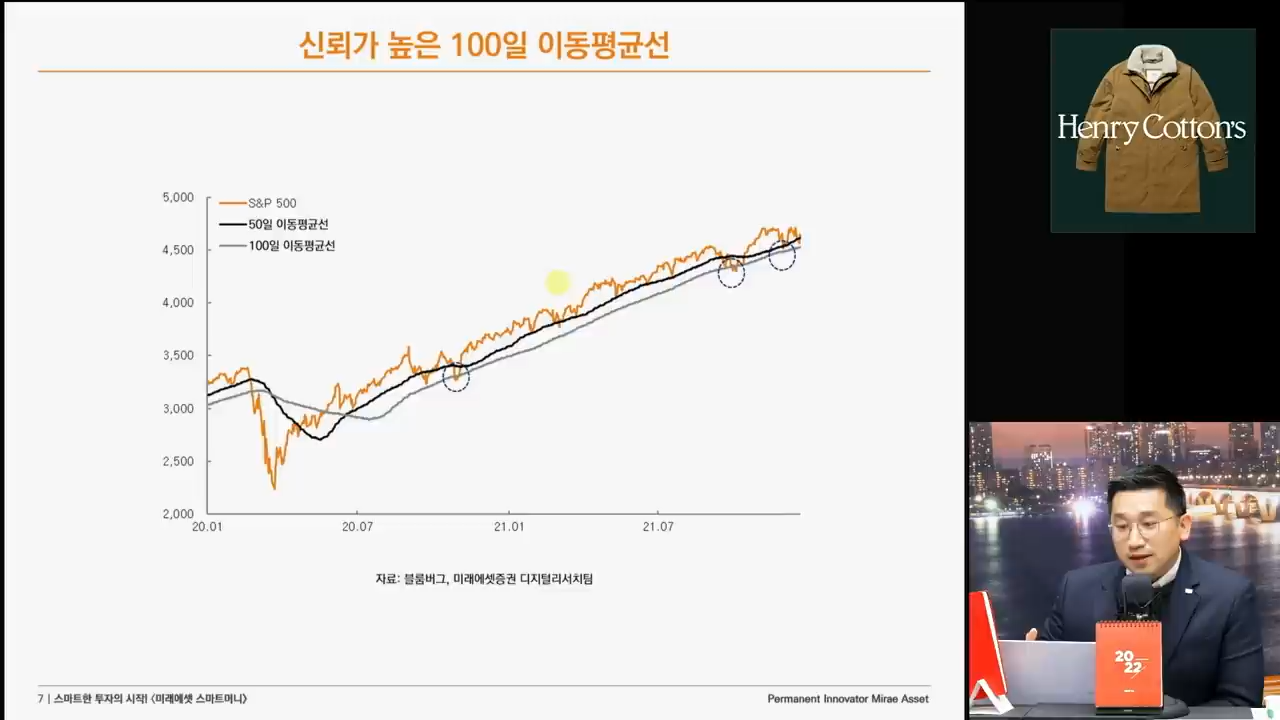 신뢰가 높은 100일 이동평균선
5,000
4,500
4,000
3,500
3,000
2,500
2,000
S&P 500
50일 이동평균선
100일 이동평균선
20.01
20.07
21.01
21.07
자료: 블룸버그, 미래에셋증권 디지털리서치팀
7 | 스마트한 투자의 시작! 〈미래에셋 스마트머니〉
Permanent Innovator Mirae Asset
Henry Cotton's
20
22